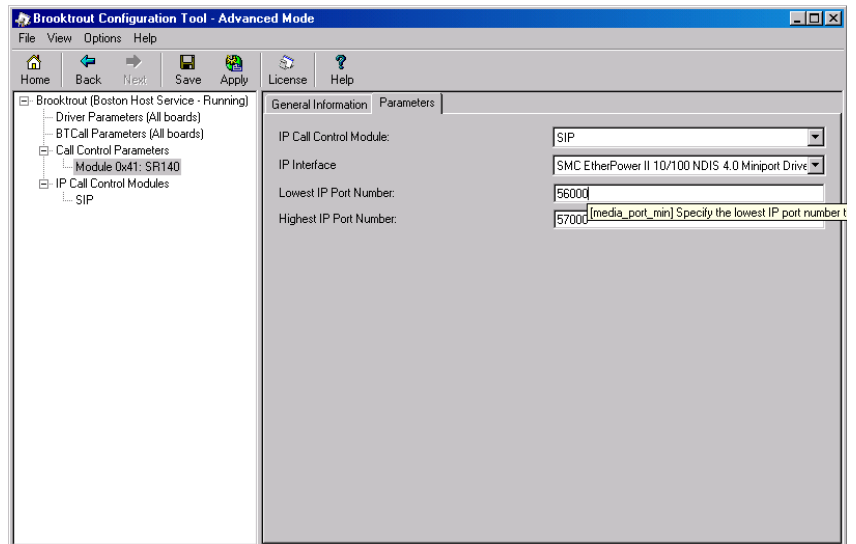 Brooktrout Configuration Tool - Advanced Mode
File View Options Help
Home Back Next Save Apply License Help
Brooktrout (Boston Host Service - Running)
Driver Parameters (All boards)
BTCall Parameters (All boards)
Call Control Parameters
Module 0x41: SR140
IP Call Control Modules
SIP
General Information Parameters
IP Call Control Module: SIP
IP Interface SMC EtherPower II 10/100 NDIS 4.0 Miniport Drive
Lowest IP Port Number: 56000
[media_port_min] Specify the lowest IP port number t
Highest IP Port Number: 57000